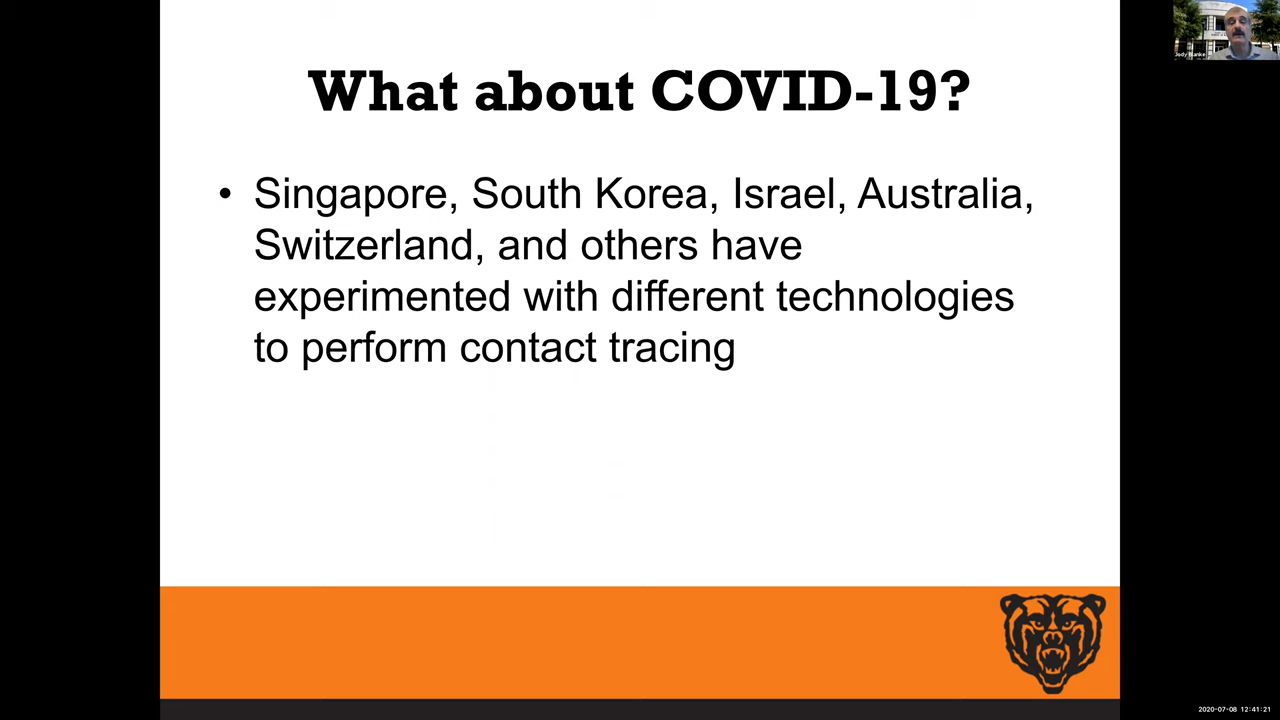 What about COVID-19?
• Singapore, South Korea, Israel, Australia,
Switzerland, and others have
experimented with different technologies
to perform contact tracing
2020-07-08 12:41:21